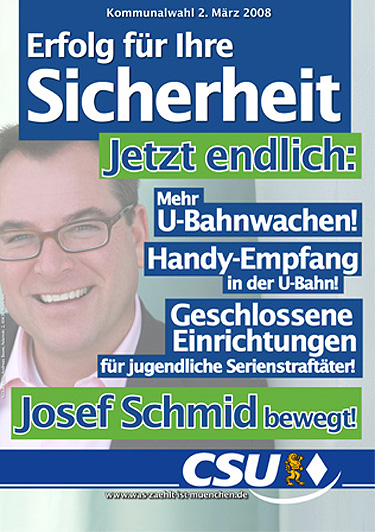 Kommunalwahl 2. März 2008
Erfolg für Ihre
Sicherheit
Jetzt endlich:
Mehr
U-Bahnwachen!
Handy-Empfang
in der U-Bahn!
Geschlossene
Einrichtungen
für jugendliche Serienstraftäter!
Josef Schmid bewegt!
CSU
www.was-zaehlt-ist-muenchen.de